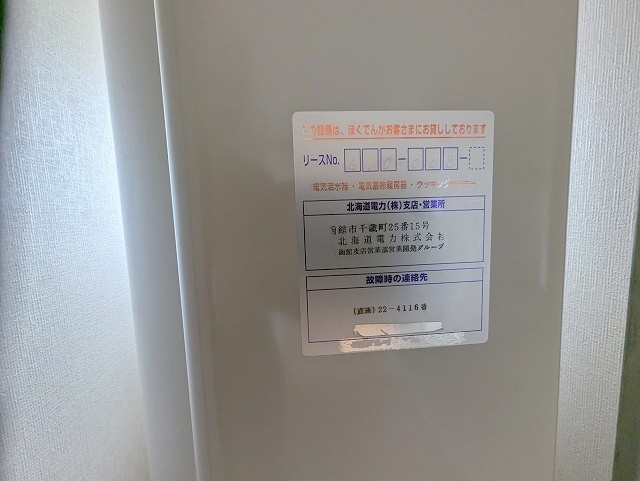 この設備は、ほくでんがお客さまにお貸ししております
リースNo.
電気温水器・電気蓄熱暖房器・クッキングヒーター
北海道電力(株)支店・営業所
函館市千歳町25番15号
北海道電力株式会社
函館支店営業部営業開発グループ
故障時の連絡先
(直通) 22-4116番